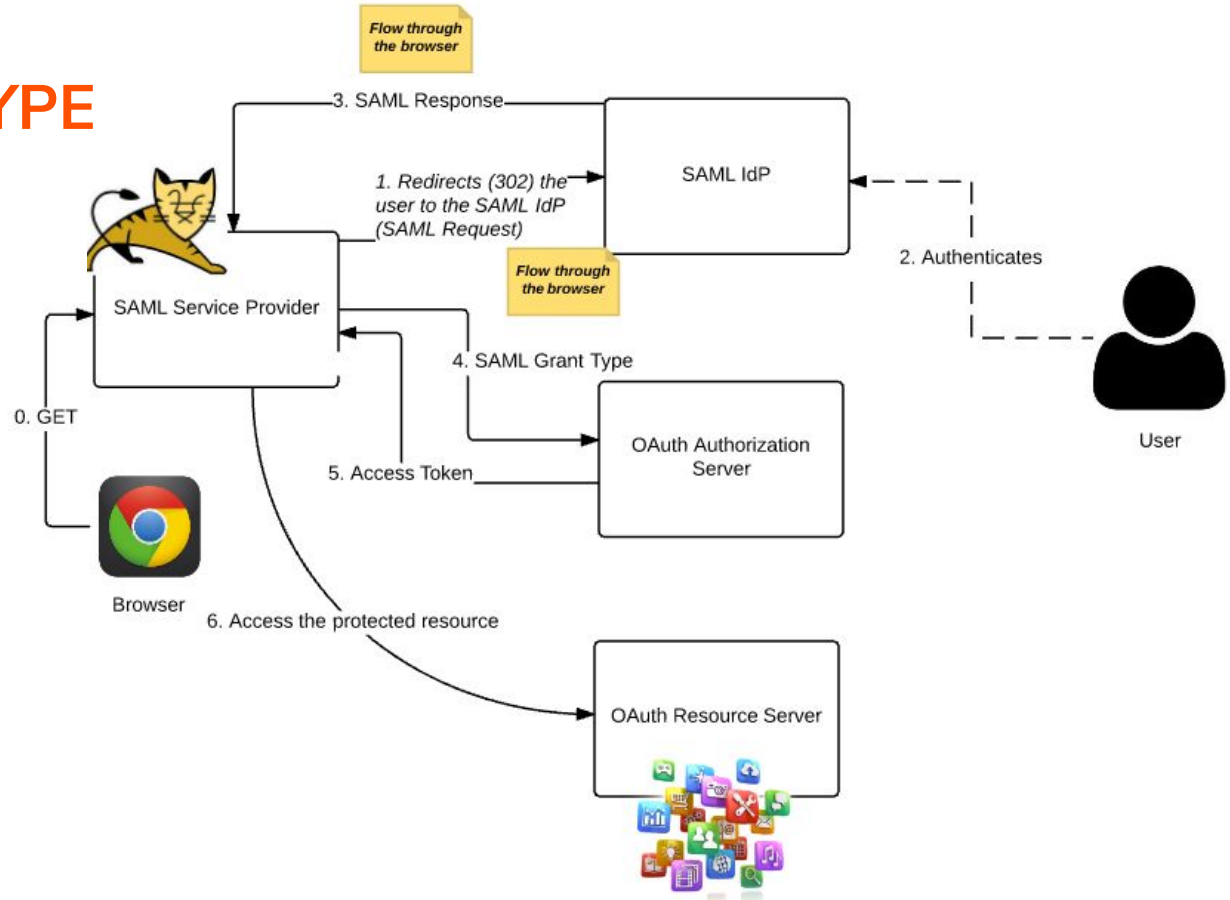 Flow through
the browser
YPE
3. SAML Response
1. Redirects (302) the
user to the SAML IdP
(SAML Request)
SAML IdP
Flow through
the browser
2. Authenticates
SAML Service Provider
4. SAML Grant Type
0. GET
OAuth Authorization
Server
User
5. Access Token
Browser
6. Access the protected resource
OAuth Resource Server